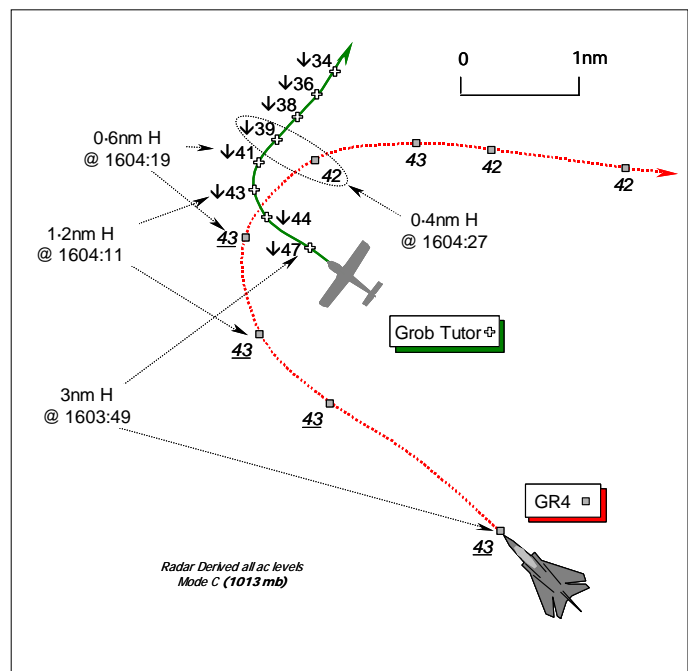 ↓34
0
1nm
↓36
↓38
↓39
0·6nm H
@ 1604:19
↓41
42
43
42
42
↓43
0·4nm H
@ 1604:27
1·2nm H
@ 1604:11
↓44
43
↓47
Grob Tutor
43
3nm H
@ 1603:49
43
GR4
43
Radar Derived all ac levels
Mode C (1013 mb)